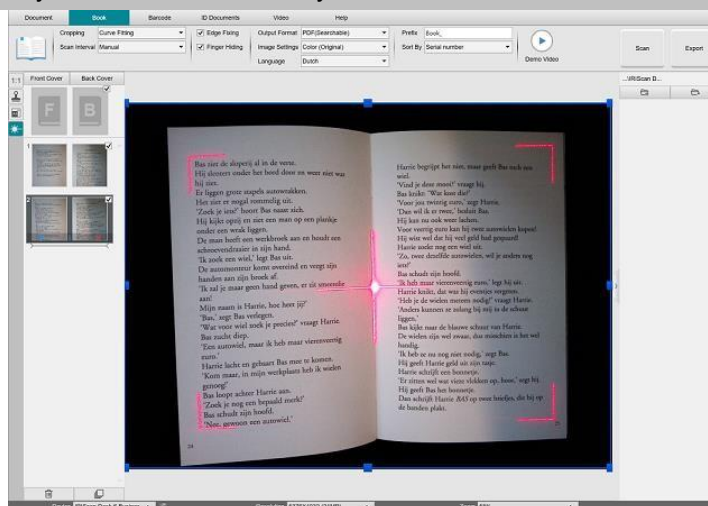 Document Book Barcode ID Documents Video Help
Cropping Curve Fitting
Scan Interval Manual
Edge Fixing
Finger Hiding
Output Format PDF(Searchable)
Image Settings Color (Original)
Language Dutch
Prefix Book_
Sort By Serial number
Demo Video
Scan
Export
1:1
Front Cover Back Cover
F B
1
2
...\IRIScan D...
Bas ziet de sloperij al in de verte.
Hij slentert onder het bord door en weet niet wat
hij ziet.
Er liggen grote stapels autowrakken.
Het ziet er nogal rommelig uit.
'Zoek je iets?' hoort Bas naast zich.
Hij kijkt opzij en ziet een man op een plankje
onder een wrak liggen.
De man heeft een werkbroek aan en houdt een
schroevendraaier in zijn hand.
'Ik zoek een wiel,' legt Bas uit.
De automonteur komt overeind en veegt zijn
handen aan zijn broek af.
'Ik zal je maar geen hand geven, er zit smeerolie
aan!
Mijn naam is Harrie, hoe heet jij?'
'Bas,' zegt Bas verlegen.
'Wat voor wiel zoek je precies?' vraagt Harrie.
Bas zucht diep.
'Een autowiel, maar ik heb maar vierenveertig
euro.'
Harrie lacht en gebaart Bas mee te komen.
'Kom maar, in mijn werkplaats heb ik wielen
genoeg!'
Bas loopt achter Harrie aan.
'Zoek je nog een bepaald merk?'
Bas schudt zijn hoofd.
'Nee, gewoon een autowiel.'
24
Harrie begrijpt het niet, maar geeft Bas toch een
wiel.
'Vind je deze mooi?' vraagt hij.
Bas knikt. 'Wat kost die?'
'Voor jou twintig euro,' zegt Harrie.
'Dan wil ik er twee,' besluit Bas.
Hij kan nu ook weer lachen.
Voor veertig euro kan hij twee autowielen kopen!
Hij wist wel dat hij veel geld had gespaard!
Harrie zoekt nog een wiel uit.
'Zo, twee dezelfde autowielen, wil je anders nog
iets?'
Bas schudt zijn hoofd.
'Ik heb maar vierenveertig euro,' legt hij uit.
Harrie knikt, dat was hij eventjes vergeten.
'Heb je de wielen meteen nodig?' vraagt Harrie.
'Anders kunnen ze zolang bij mij in de schuur
liggen.'
Bas kijkt naar de blauwe schuur van Harrie.
De wielen zijn wel zwaar, dus misschien is het wel
handig.
'Ik heb ze nu nog niet nodig,' zegt Bas.
Hij geeft Harrie geld uit zijn tasje.
Harrie schrijft een bonnetje.
'Er zitten wel wat vieze vlekken op, hoor,' zegt hij.
Hij geeft Bas het bonnetje.
Dan schrijft Harrie BAS op twee briefjes, die hij op
de banden plakt.
25